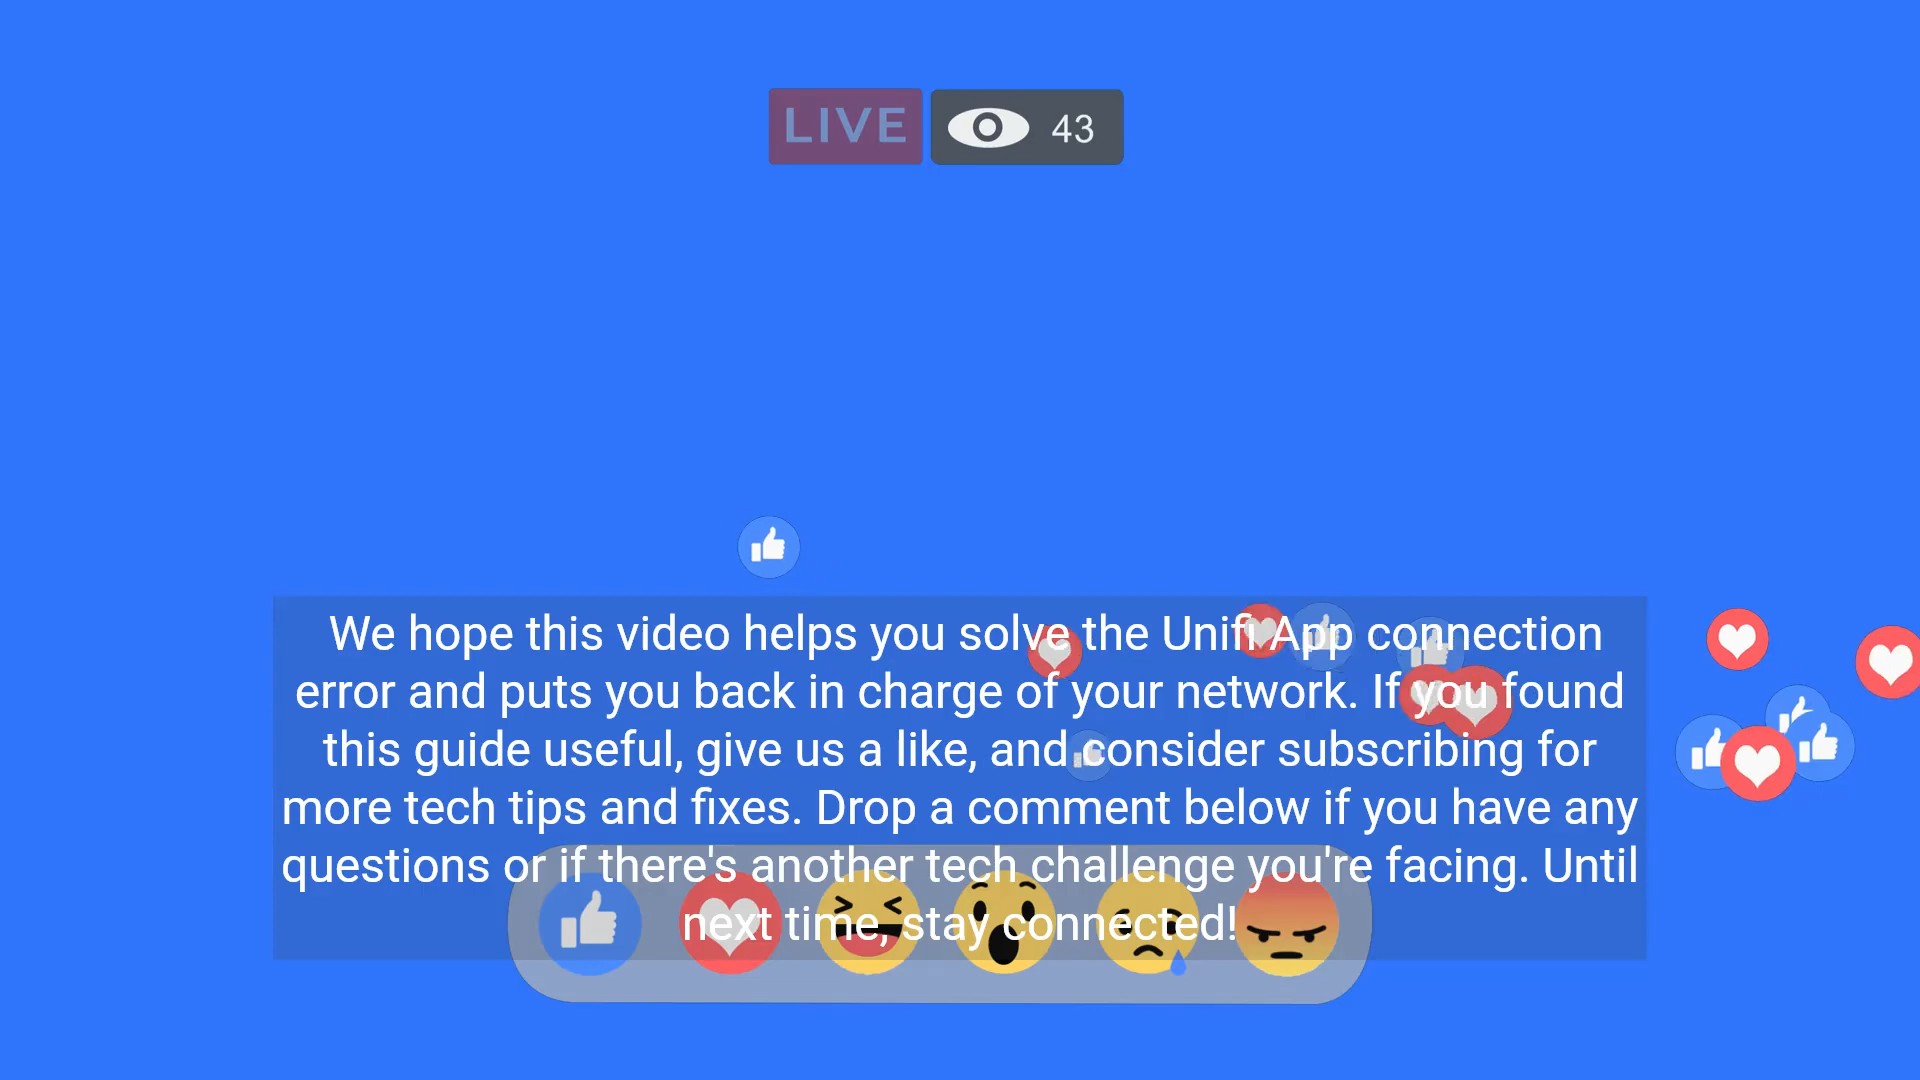 LIVE 43
We hope this video helps you solve the Unifi App connection
error and puts you back in charge of your network. If you found
this guide useful, give us a like, and consider subscribing for
more tech tips and fixes. Drop a comment below if you have any
questions or if there's another tech challenge you're facing. Until
next time, stay connected!